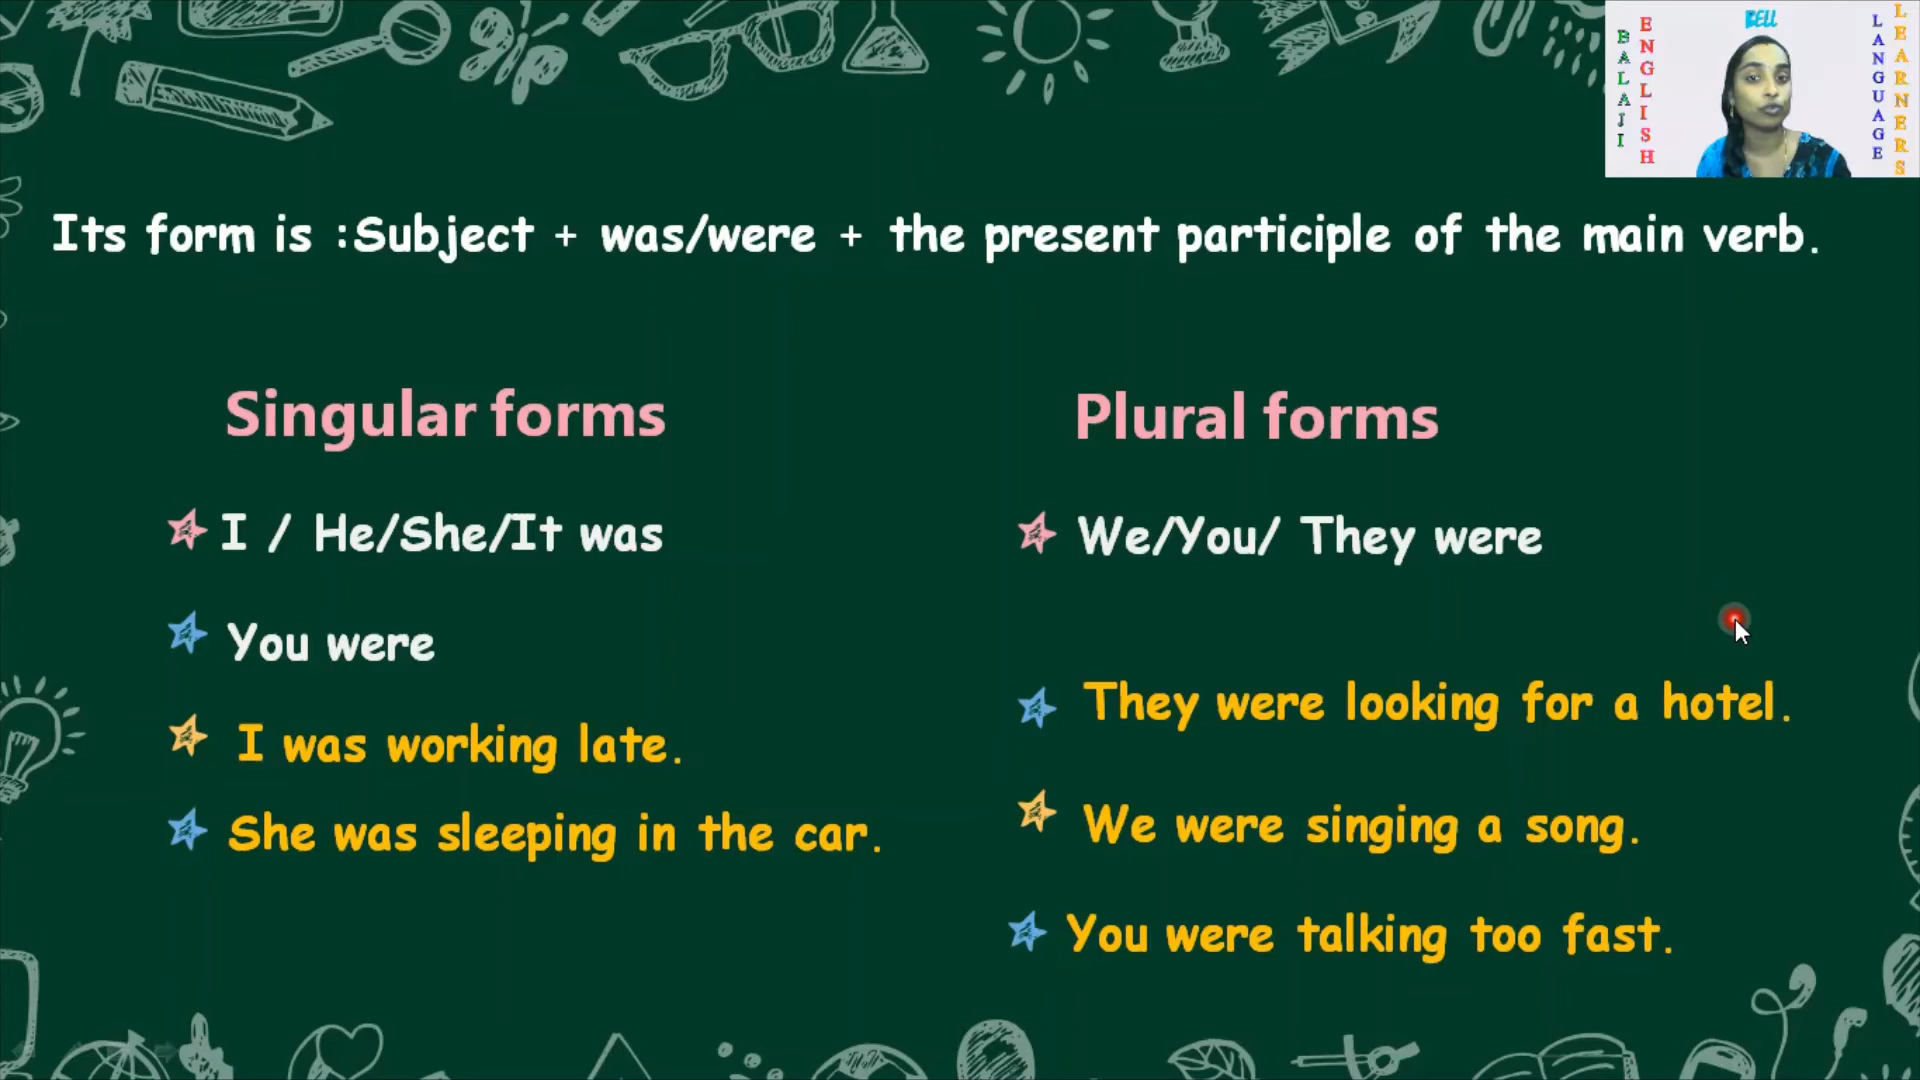 BALAJI
ENGLISH
BELL
LANGUAGE
LEARNERS
Its form is :Subject + was/were + the present participle of the main verb.
Singular forms
I / He/She/It was
You were
I was working late.
She was sleeping in the car.
Plural forms
We/You/ They were
They were looking for a hotel.
We were singing a song.
You were talking too fast.